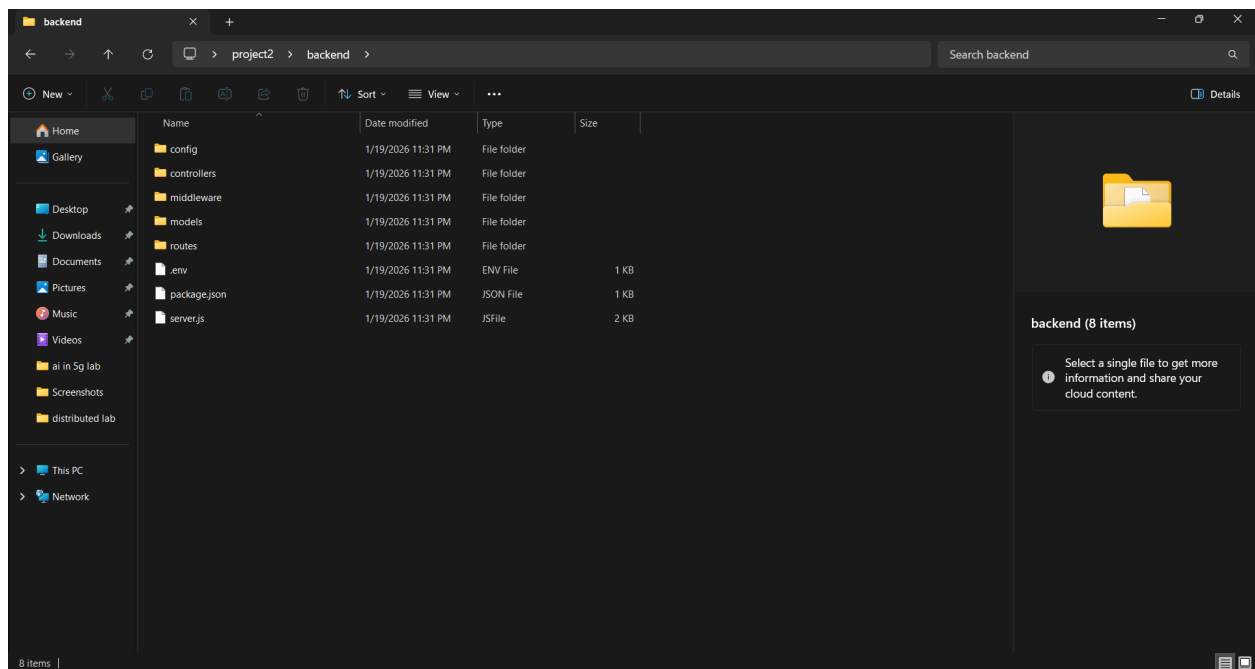 backend
project2 > backend >
Search backend
New
Sort
View
Details
Home
Gallery
Desktop
Downloads
Documents
Pictures
Music
Videos
ai in 5g lab
Screenshots
distributed lab
This PC
Network
Name Date modified Type Size
config 1/19/2026 11:31 PM File folder
controllers 1/19/2026 11:31 PM File folder
middleware 1/19/2026 11:31 PM File folder
models 1/19/2026 11:31 PM File folder
routes 1/19/2026 11:31 PM File folder
.env 1/19/2026 11:31 PM ENV File 1 KB
package.json 1/19/2026 11:31 PM JSON File 1 KB
server.js 1/19/2026 11:31 PM JSFile 2 KB
backend (8 items)
Select a single file to get more
information and share your
cloud content.
8 items